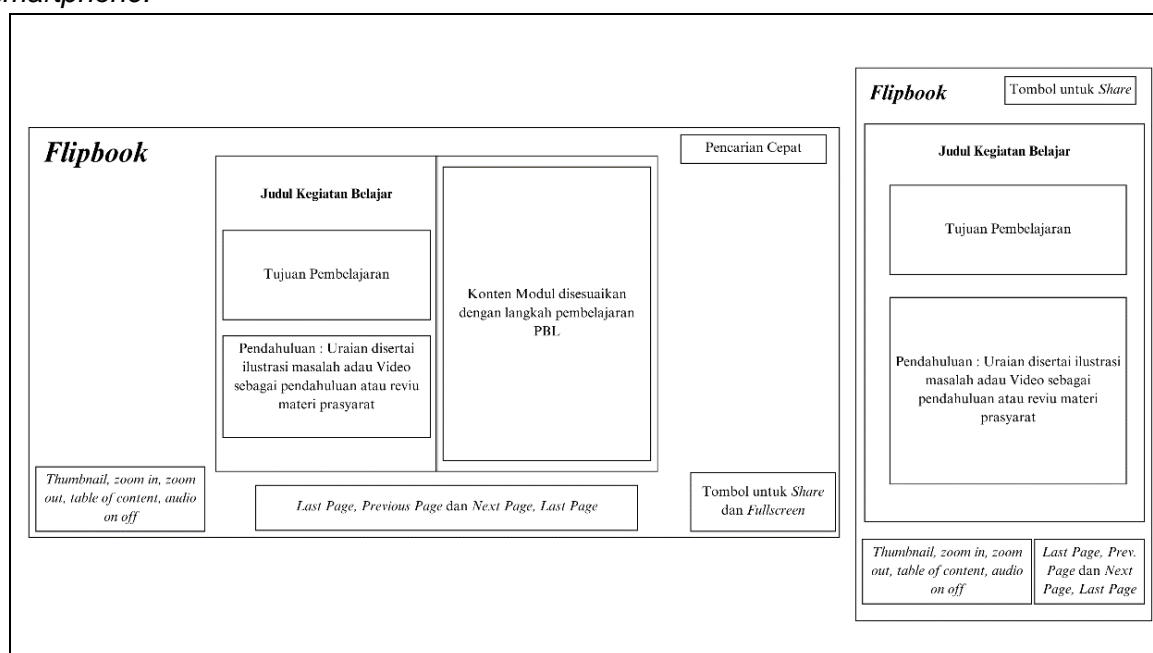 smartphone.
Flipbook
Pencarian Cepat
Judul Kegiatan Belajar
Tujuan Pembelajaran
Pendahuluan : Uraian disertai
ilustrasi masalah adau Video
sebagai pendahuluan atau reviu
materi prasyarat
Konten Modul disesuaikan
dengan langkah pembelajaran
PBL
Thumbnail, zoom in, zoom
out, table of content, audio
on off
Last Page, Previous Page dan Next Page, Last Page
Tombol untuk Share
dan Fullscreen
Flipbook
Tombol untuk Share
Judul Kegiatan Belajar
Tujuan Pembelajaran
Pendahuluan : Uraian disertai ilustrasi
masalah adau Video sebagai
pendahuluan atau reviu materi
prasyarat
Thumbnail, zoom in, zoom
out, table of content, audio
on off
Last Page, Prev.
Page dan Next
Page, Last Page